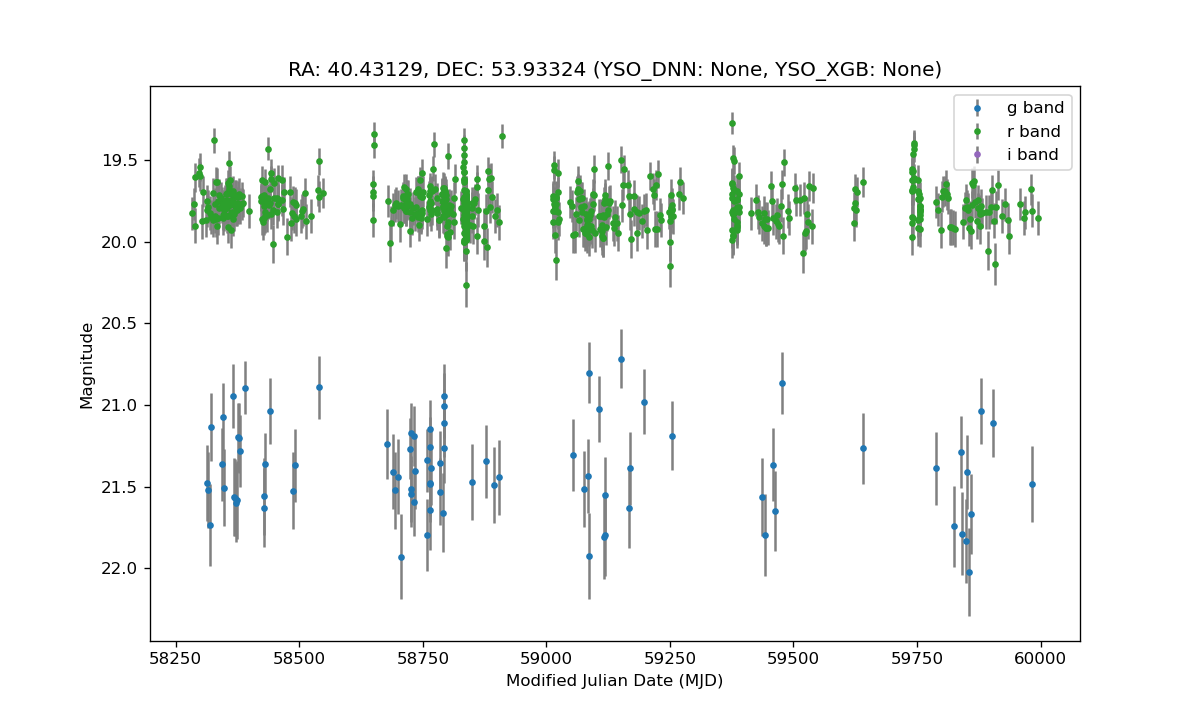 RA: 40.43129, DEC: 53.93324 (YSO_DNN: None, YSO_XGB: None)
g band
r band
i band
19.5
20.0
20.5
21.0
21.5
22.0
Magnitude
58250 58500 58750 59000 59250 59500 59750 60000
Modified Julian Date (MJD)